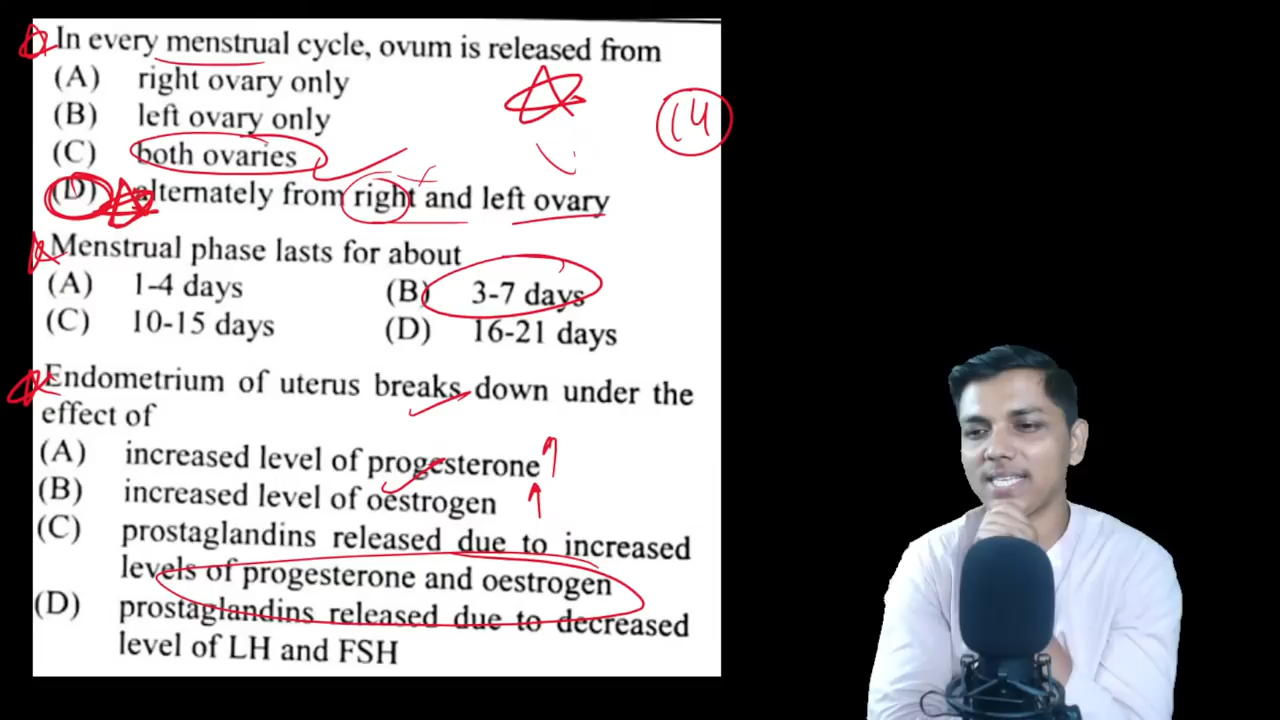 In every menstrual cycle, ovum is released from
(A) right ovary only
(B) left ovary only
(C) both ovaries
(D) alternately from right and left ovary
14
Menstrual phase lasts for about
(A) 1-4 days (B) 3-7 days
(C) 10-15 days (D) 16-21 days
Endometrium of uterus breaks down under the
effect of
(A) increased level of progesterone
(B) increased level of oestrogen
(C) prostaglandins released due to increased
levels of progesterone and oestrogen
(D) prostaglandins released due to decreased
level of LH and FSH